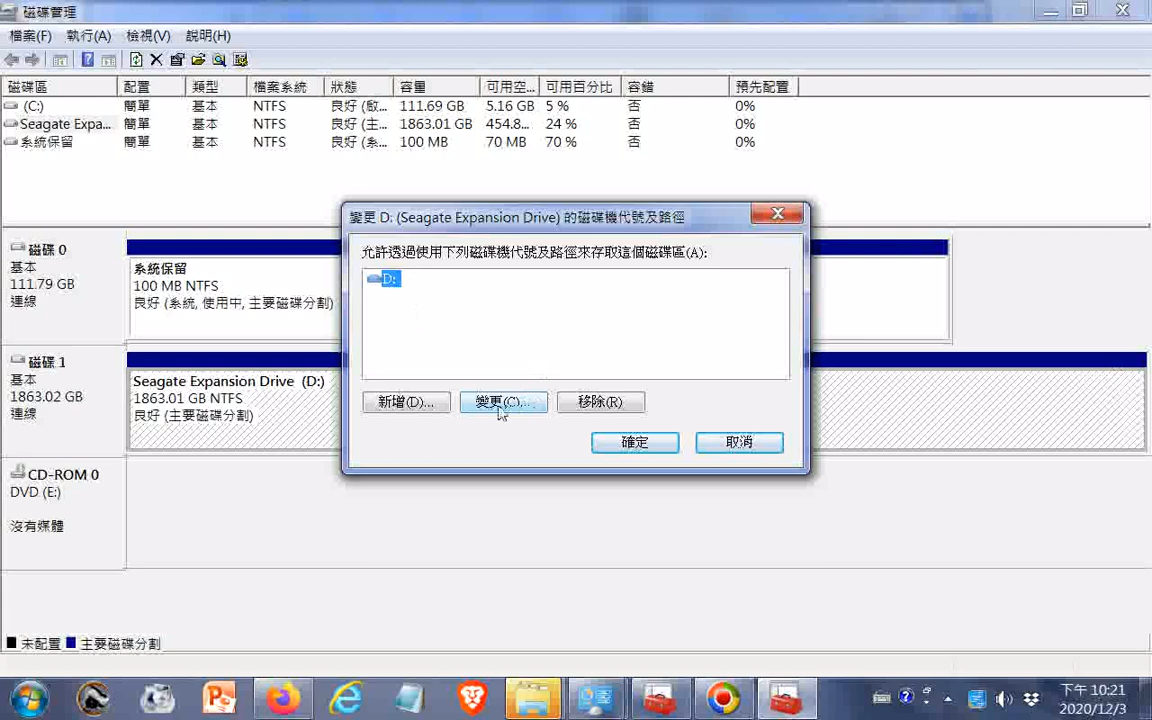 磁碟管理
檔案(F) 執行(A) 檢視(V) 說明(H)
磁碟區 配置 類型 檔案系統 狀態 容量 可用空... 可用百分比 容錯 預先配置
(C:) 簡單 基本 NTFS 良好 (啟... 111.69 GB 5.16 GB 5 % 否 0%
Seagate Expa... 簡單 基本 NTFS 良好 (主... 1863.01 GB 454.8... 24 % 否 0%
系統保留 簡單 基本 NTFS 良好 (系... 100 MB 70 MB 70 % 否 0%
變更 D: (Seagate Expansion Drive) 的磁碟機代號及路徑
允許透過使用下列磁碟機代號及路徑來存取這個磁碟區(A):
D:
新增(D)... 變更(C)... 移除(R)
確定 取消
磁碟 0
基本
111.79 GB
連線
系統保留
100 MB NTFS
良好 (系統, 使用中, 主要磁碟分割)
磁碟 1
基本
1863.02 GB
連線
Seagate Expansion Drive (D:)
1863.01 GB NTFS
良好 (主要磁碟分割)
CD-ROM 0
DVD (E:)
沒有媒體
未配置 主要磁碟分割
下午 10:21
2020/12/3